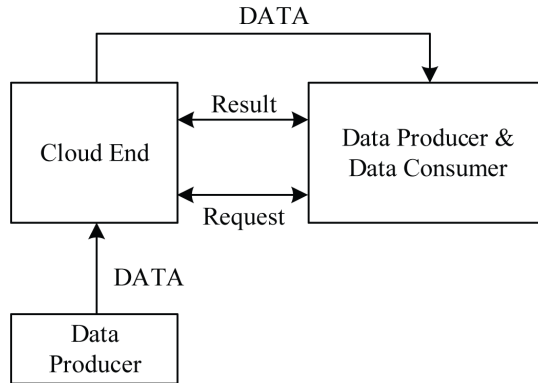 DATA
Result
Cloud End
Data Producer &
Data Consumer
Request
DATA
Data
Producer